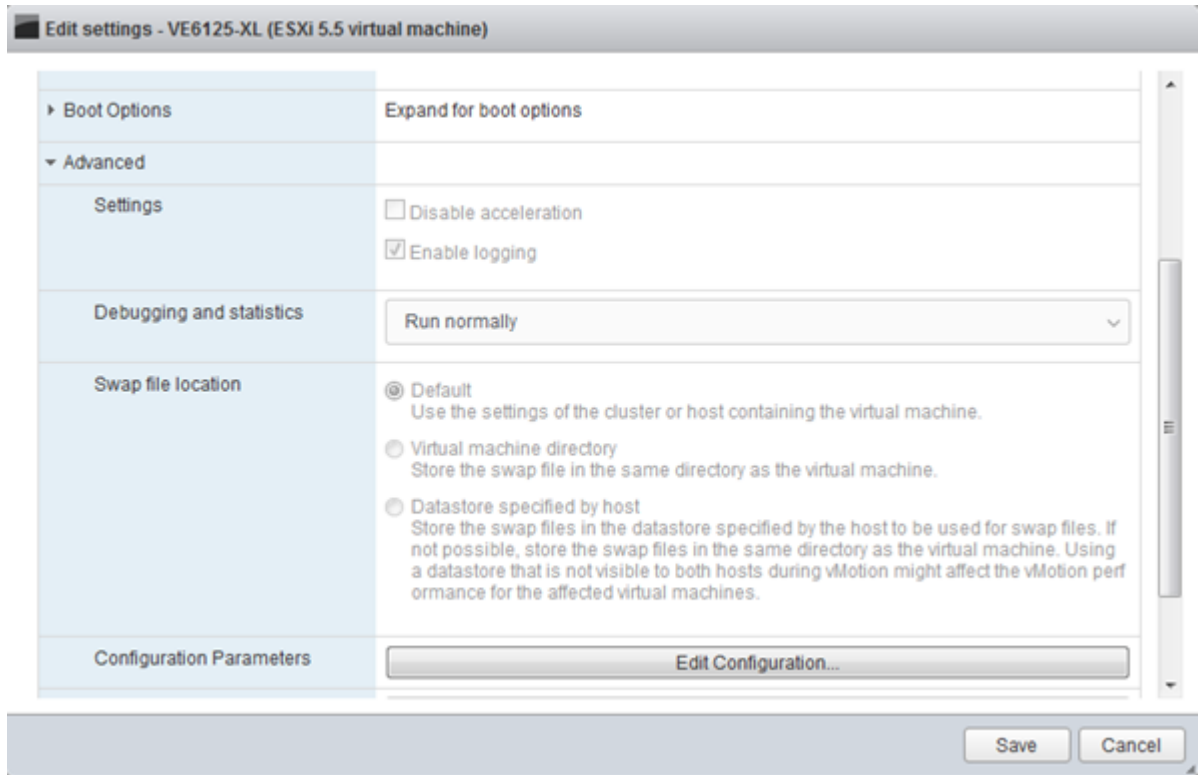 Edit settings - VE6125-XL (ESXi 5.5 virtual machine)
Boot Options
Expand for boot options
Advanced
Settings
Disable acceleration
Enable logging
Debugging and statistics
Run normally
Swap file location
Default
Use the settings of the cluster or host containing the virtual machine.
Virtual machine directory
Store the swap file in the same directory as the virtual machine.
Datastore specified by host
Store the swap files in the datastore specified by the host to be used for swap files. If
not possible, store the swap files in the same directory as the virtual machine. Using
a datastore that is not visible to both hosts during vMotion might affect the vMotion perf
ormance for the affected virtual machines.
Configuration Parameters
Edit Configuration...
Save
Cancel